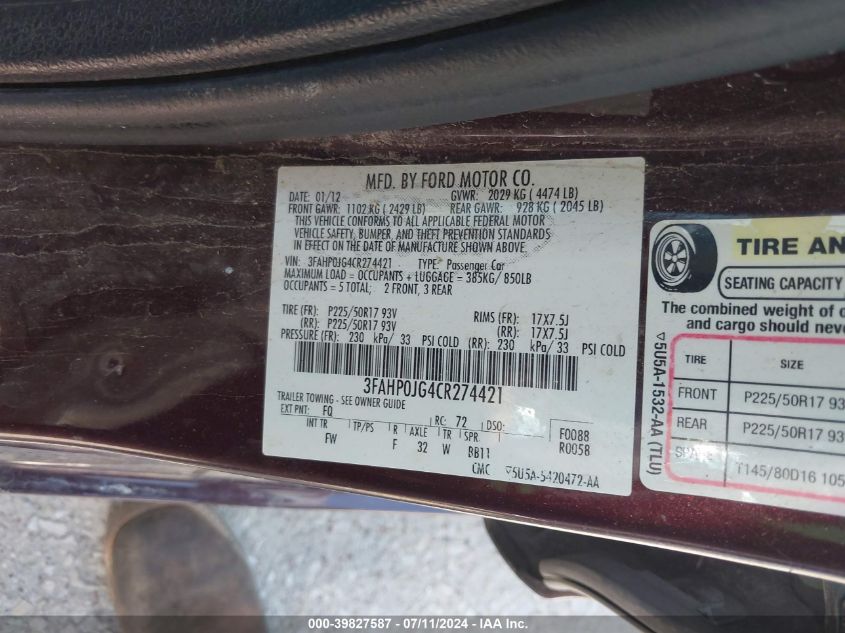 MFD. BY FORD MOTOR CO.
DATE: 01/12 GVWR: 2029 KG ( 4474 LB)
FRONT GAWR: 1102 KG ( 2429 LB) REAR GAWR: 928 KG ( 2045 LB)
THIS VEHICLE CONFORMS TO ALL APPLICABLE FEDERAL MOTOR
VEHICLE SAFETY, BUMPER, AND THEFT PREVENTION STANDARDS
IN EFFECT ON THE DATE OF MANUFACTURE SHOWN ABOVE.
VIN: 3FAHP0JG4CR274421 TYPE: Passenger Car
MAXIMUM LOAD = OCCUPANTS + LUGGAGE = 385KG/ 850LB
OCCUPANTS = 5 TOTAL; 2 FRONT, 3 REAR
TIRE (FR): P225/50R17 93V RIMS (FR): 17X7.5J
(RR): P225/50R17 93V (RR): 17X7.5J
PRESSURE (FR): 230 kPa/ 33 PSI COLD (RR): 230 kPa/ 33 PSI COLD
3FAHP0JG4CR274421
TRAILER TOWING - SEE OWNER GUIDE
EXT PNT: FQ RC: 72 DSO: F0088
INT TR TP/PS R AXLE TR SPR R0058
FW F 32 W BB11
CMC ▽5U5A-5420472-AA
TIRE AN
SEATING CAPACITY
The combined weight of
and cargo should neve
▽5U5A-1532-AA (TLU)
TIRE SIZE
FRONT P225/50R17 93
REAR P225/50R17 93
T145/80D16 105
000-39827587 - 07/11/2024 - IAA Inc.